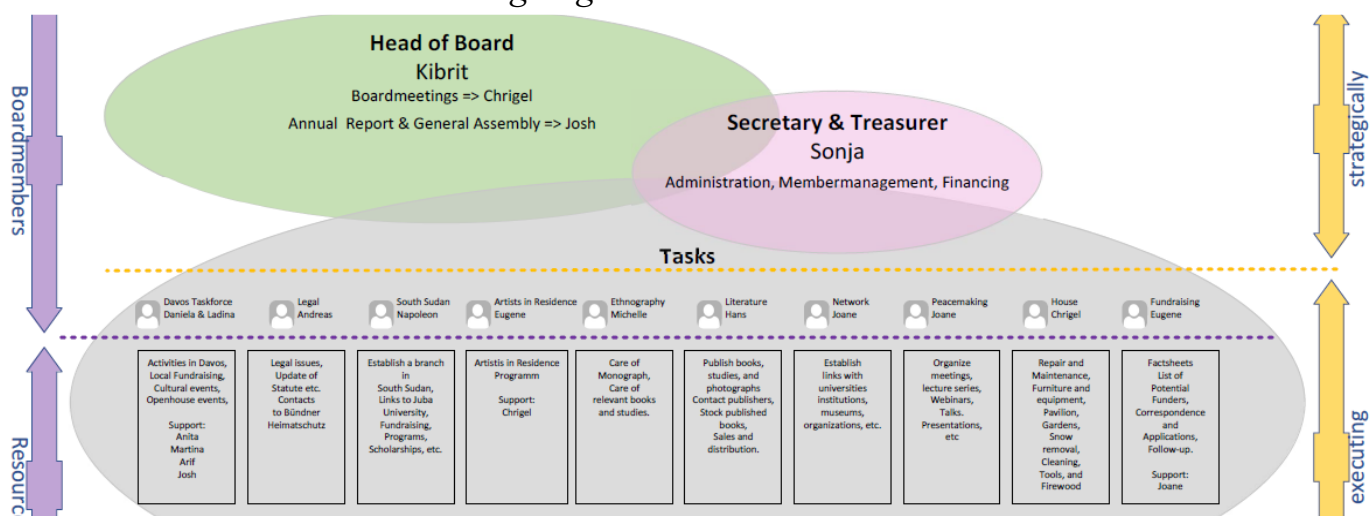 Head of Board
Kibrit
Boardmeetings => Chrigel
Annual Report & General Assembly => Josh
Secretary & Treasurer
Sonja
Administration, Membermanagement, Financing
Boardmembers
strategically
Tasks
Davos Taskforce
Daniela & Ladina
Legal
Andreas
South Sudan
Napoleon
Artists in Residence
Eugene
Ethnography
Michelle
Literature
Hans
Network
Joane
Peacemaking
Joane
House
Chrigel
Fundraising
Eugene
Activities in Davos,
Local Fundraising,
Cultural events,
Openhouse events,
Support:
Anita
Martina
Arif
Josh
Legal issues,
Update of
Statute etc.
Contacts
to Bündner
Heimatschutz
Establish a branch
in
South Sudan,
Links to Juba
University,
Fundraising,
Programs,
Scholarships, etc.
Artistis in Residence
Programm
Support:
Chrigel
Care of
Monograph,
Care of
relevant books
and studies.
Publish books,
studies, and
photographs
Contact publishers,
Stock published
books,
Sales and
distribution.
Establish
links with
universities
institutions,
museums,
organizations, etc.
Organize
meetings,
lecture series,
Webinars,
Talks.
Presentations,
etc
Repair and
Maintenance,
Furniture and
equipment,
Pavilion,
Gardens,
Snow
removal,
Cleaning,
Tools, and
Firewood
Factsheets
List of
Potential
Funders,
Correspondence
and
Applications,
Follow-up.
Support:
Joane
executing